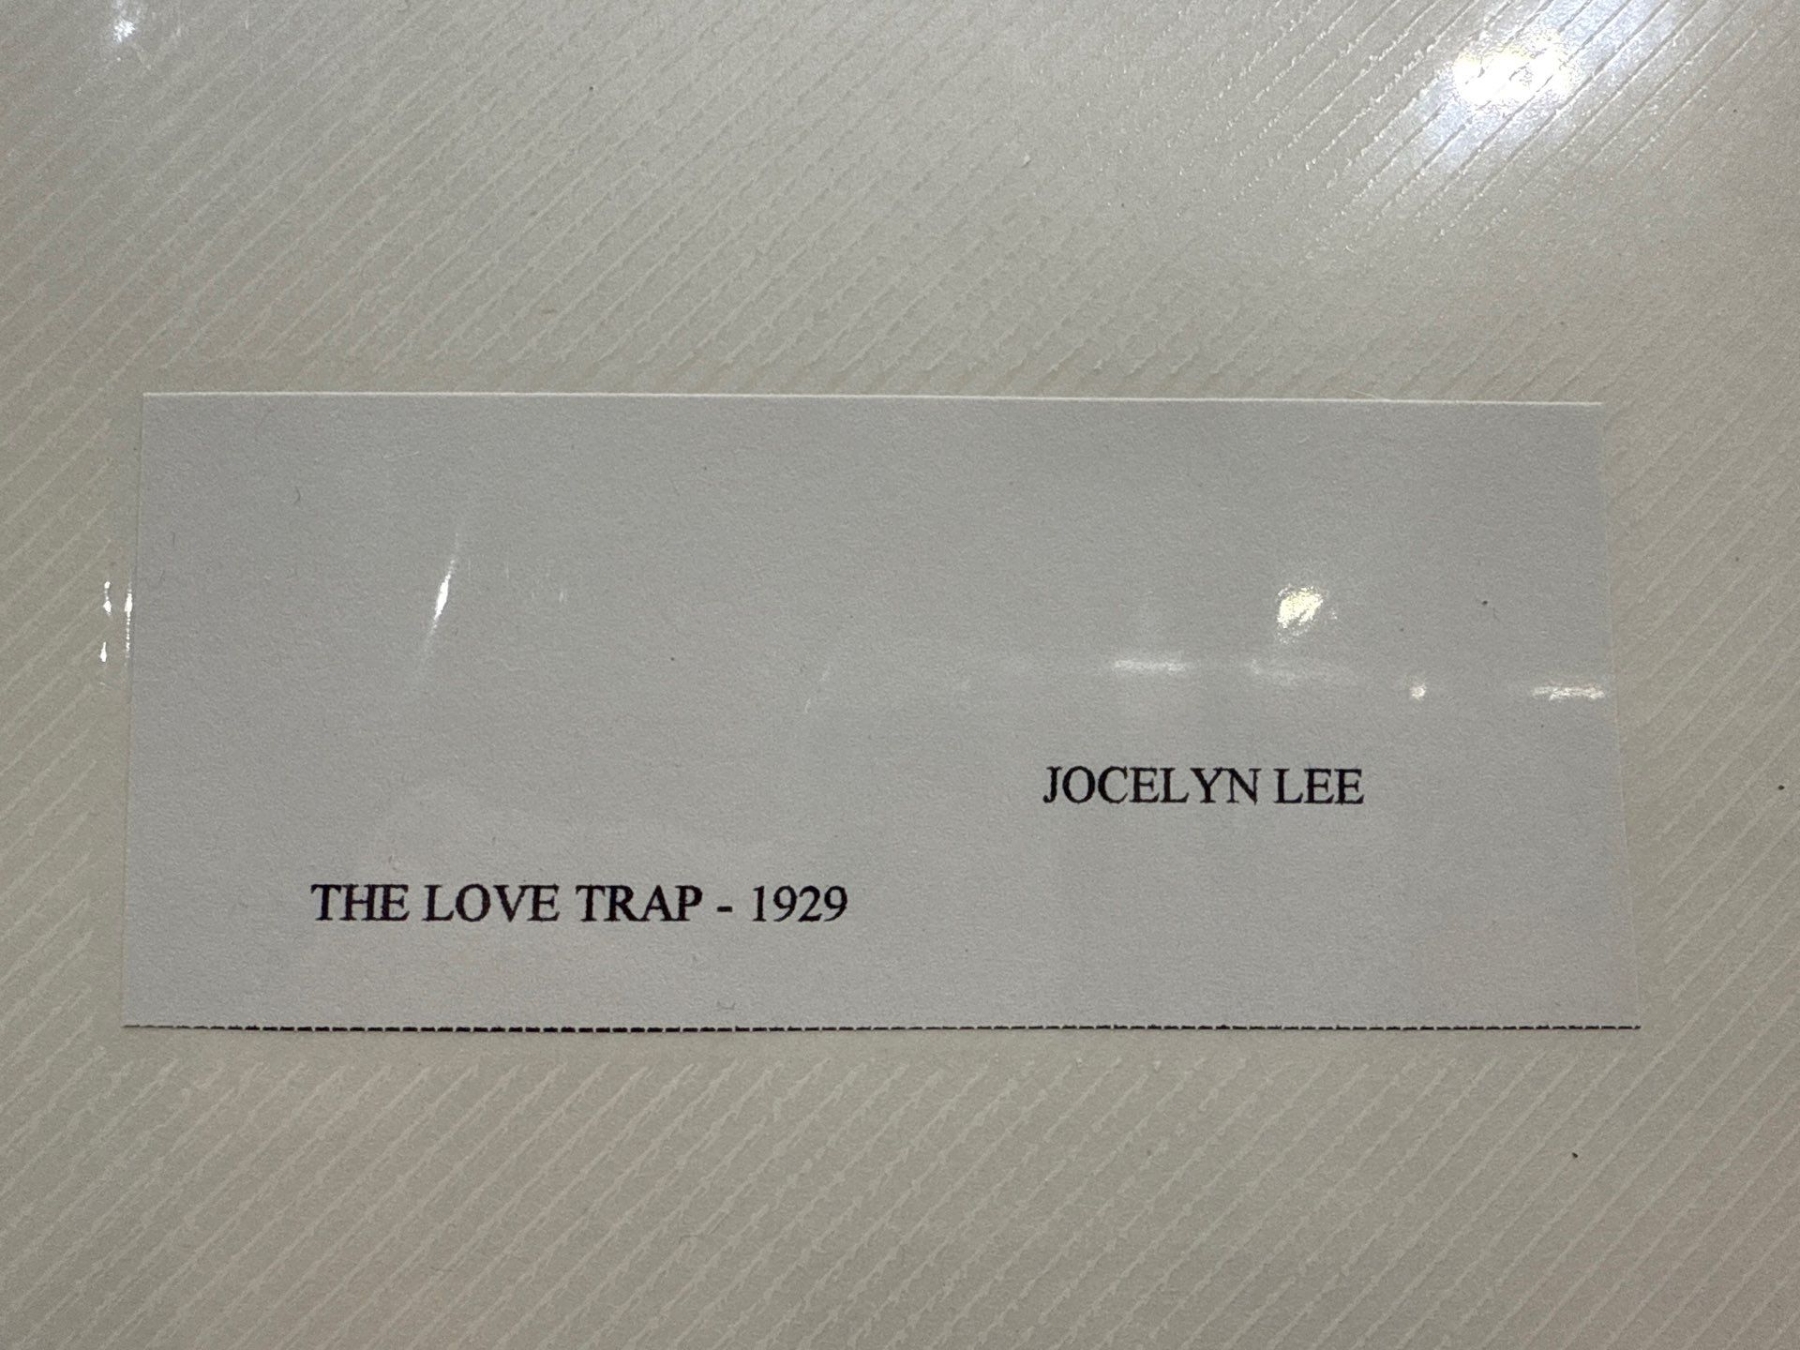 JOCELYN LEE
THE LOVE TRAP - 1929